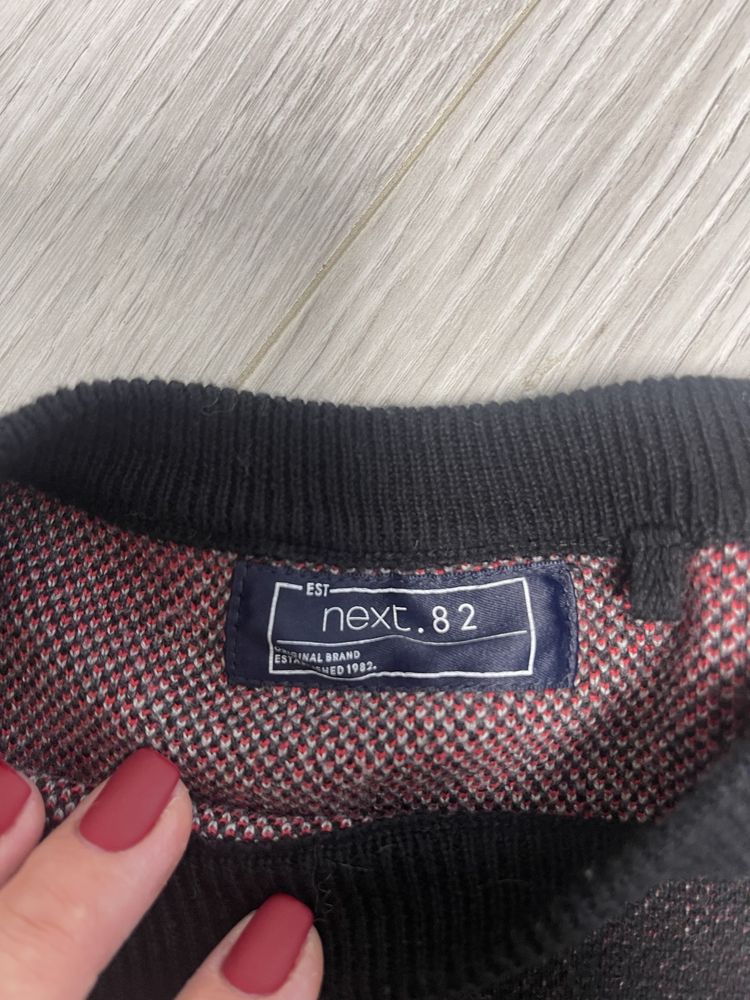 EST
next.82
ORIGINAL BRAND
ESTABLISHED 1982.